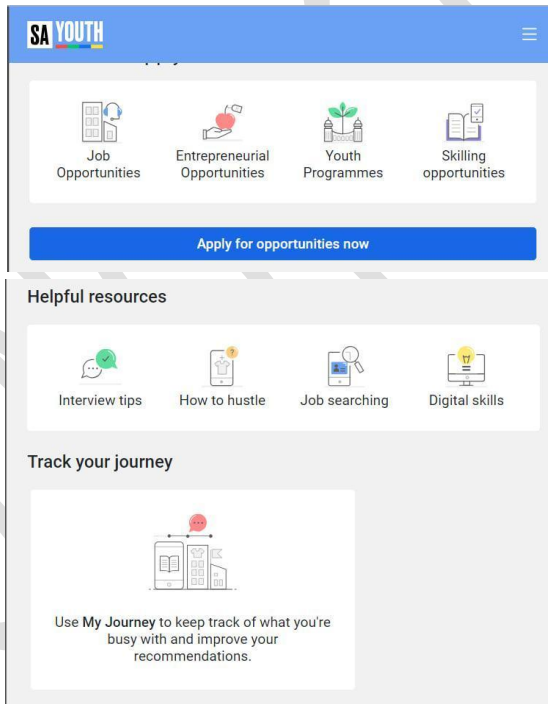 SA YOUTH
Job
Opportunities
Entrepreneurial
Opportunities
Youth
Programmes
Skilling
opportunities
Apply for opportunities now
Helpful resources
Interview tips
How to hustle
Job searching
Digital skills
Track your journey
Use My Journey to keep track of what you're
busy with and improve your
recommendations.